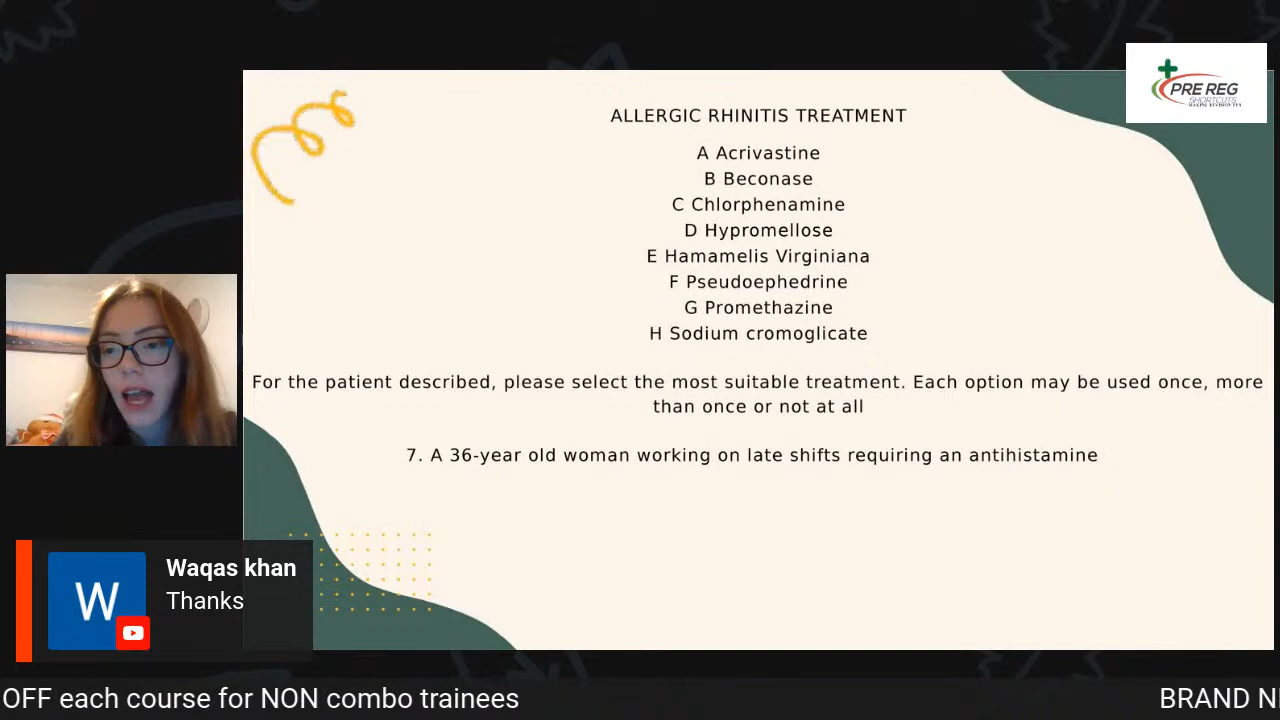 PRE REG
SHORTCUTS
ALLERGIC RHINITIS TREATMENT
A Acrivastine
B Beconase
C Chlorphenamine
D Hypromellose
E Hamamelis Virginiana
F Pseudoephedrine
G Promethazine
H Sodium cromoglicate
For the patient described, please select the most suitable treatment. Each option may be used once, more
than once or not at all
7. A 36-year old woman working on late shifts requiring an antihistamine
W
Waqas khan
Thanks
OFF each course for NON combo trainees
BRAND N